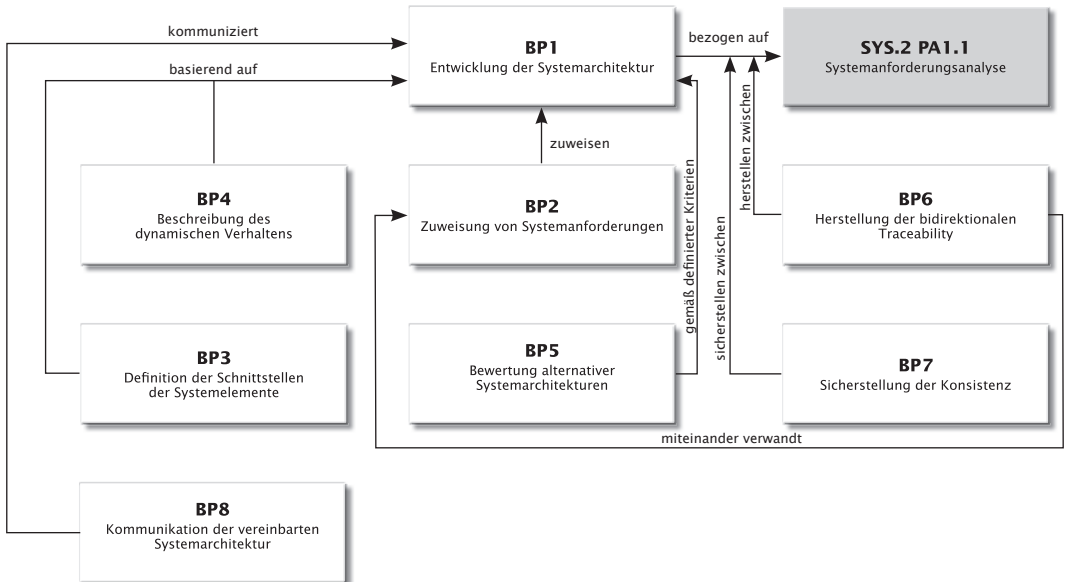 kommuniziert
BP1
Entwicklung der Systemarchitektur
bezogen auf
SYS.2 PA1.1
Systemanforderungsanalyse
basierend auf
zuweisen
herstellen zwischen
BP4
Beschreibung des
dynamischen Verhaltens
BP2
Zuweisung von Systemanforderungen
gemäß definierter Kriterien
sicherstellen zwischen
BP6
Herstellung der bidirektionalen
Traceability
BP3
Definition der Schnittstellen
der Systemelemente
BP5
Bewertung alternativer
Systemarchitekturen
BP7
Sicherstellung der Konsistenz
miteinander verwandt
BP8
Kommunikation der vereinbarten
Systemarchitektur